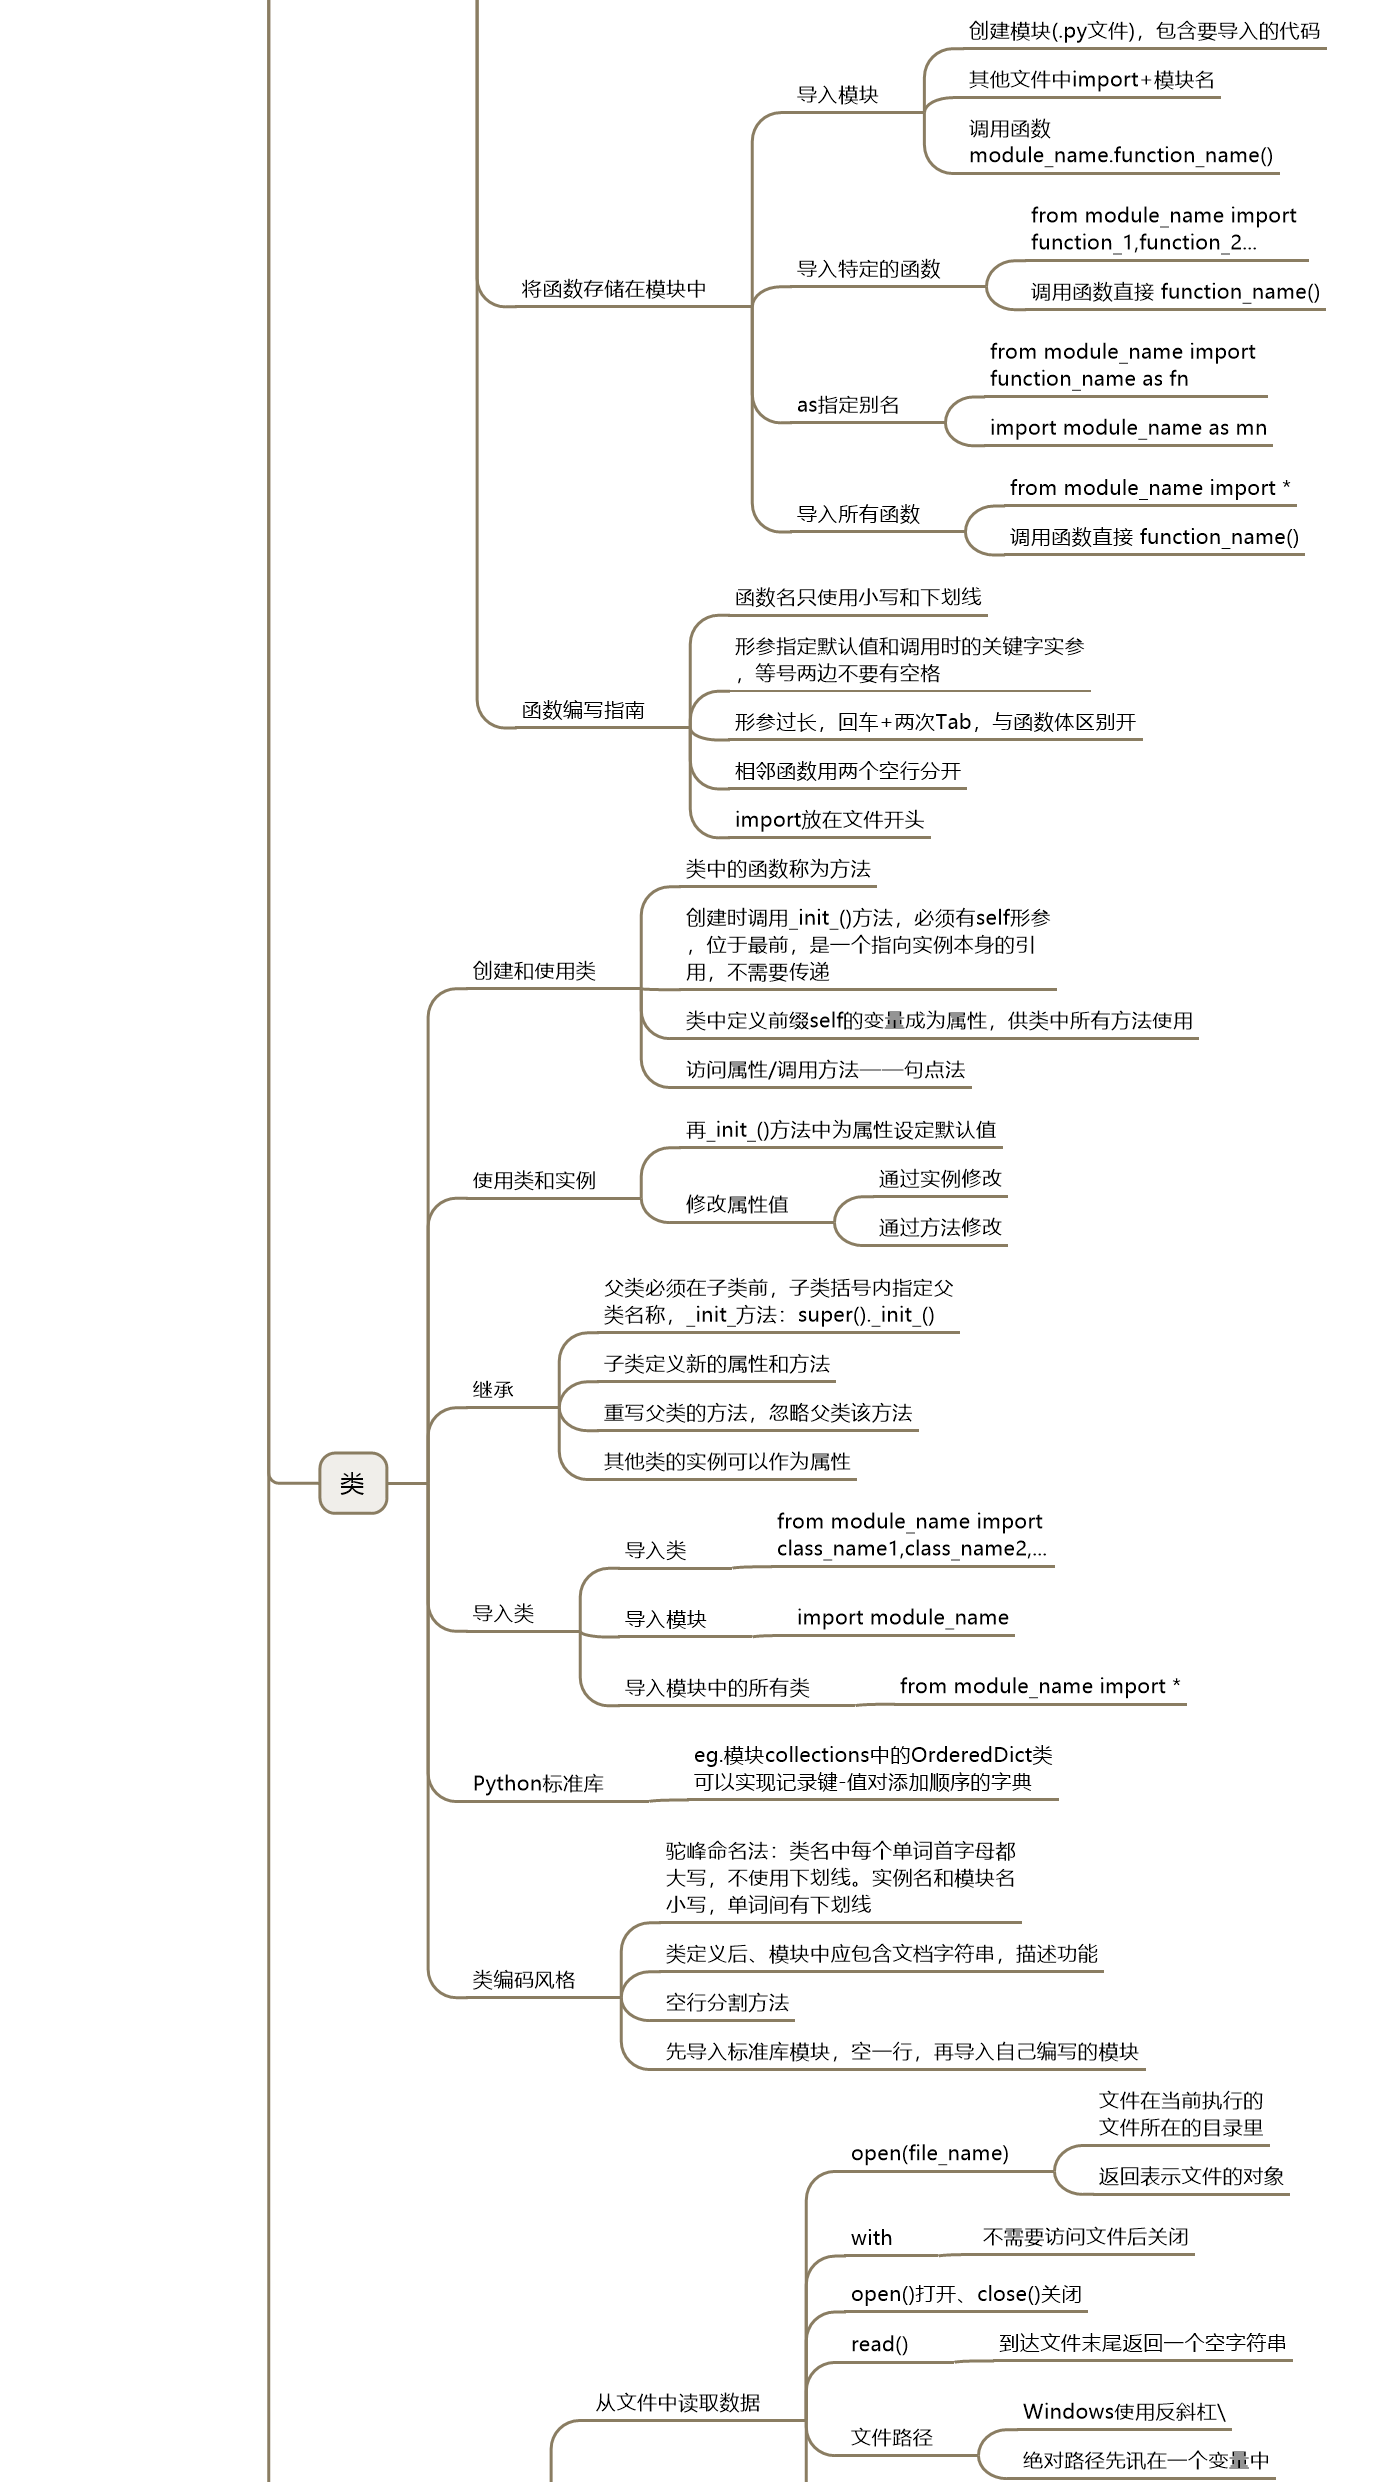 创建模块(.py文件)，包含要导入的代码
导入模块
其他文件中import+模块名
调用函数
module_name.function_name()
from module_name import
function_1,function_2...
导入特定的函数
调用函数直接 function_name()
将函数存储在模块中
from module_name import
function_name as fn
as指定别名
import module_name as mn
from module_name import *
导入所有函数
调用函数直接 function_name()
函数名只使用小写和下划线
形参指定默认值和调用时的关键字实参
，等号两边不要有空格
函数编写指南
形参过长，回车+两次Tab，与函数体区别开
相邻函数用两个空行分开
import放在文件开头
类中的函数称为方法
创建时调用_init_()方法，必须有self形参
，位于最前，是一个指向实例本身的引
用，不需要传递
创建和使用类
类中定义前缀self的变量成为属性，供类中所有方法使用
访问属性/调用方法——句点法
再_init_()方法中为属性设定默认值
使用类和实例
修改属性值
通过实例修改
通过方法修改
父类必须在子类前，子类括号内指定父
类名称，_init_方法：super()._init_()
子类定义新的属性和方法
继承
重写父类的方法，忽略父类该方法
其他类的实例可以作为属性
类
from module_name import
class_name1,class_name2,...
导入类
导入类
导入模块
import module_name
导入模块中的所有类
from module_name import *
eg.模块collections中的OrderedDict类
可以实现记录键-值对添加顺序的字典
Python标准库
驼峰命名法：类名中每个单词首字母都
大写，不使用下划线。实例名和模块名
小写，单词间有下划线
类定义后、模块中应包含文档字符串，描述功能
类编码风格
空行分割方法
先导入标准库模块，空一行，再导入自己编写的模块
文件在当前执行的
文件所在的目录里
open(file_name)
返回表示文件的对象
with
不需要访问文件后关闭
open()打开、close()关闭
read()
到达文件末尾返回一个空字符串
从文件中读取数据
Windows使用反斜杠\
文件路径
绝对路径先讯在一个变量中